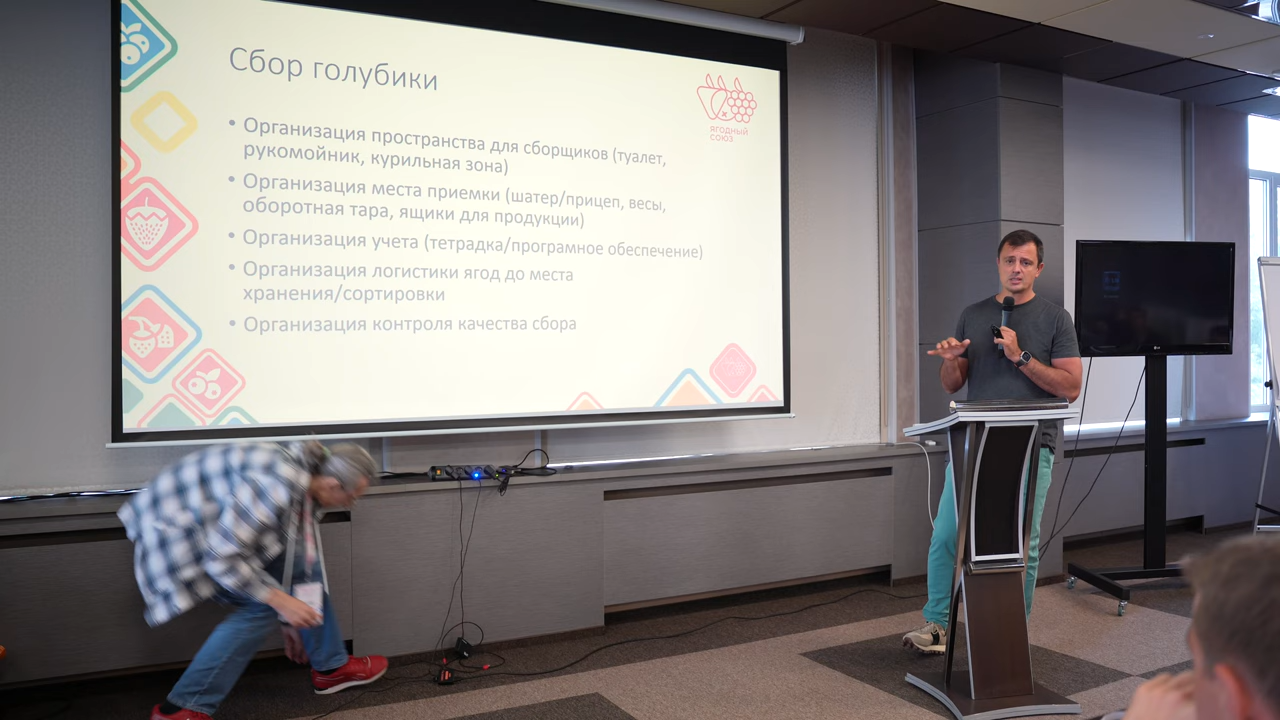 Сбор голубики
ЯГОДНЫЙ
СОЮЗ
• Организация пространства для сборщиков (туалет,
рукомойник, курильная зона)
• Организация места приемки (шатер/прицеп, весы,
оборотная тара, ящики для продукции)
• Организация учета (тетрадка/програмное обеспечение)
• Организация логистики ягод до места
хранения/сортировки
• Организация контроля качества сбора